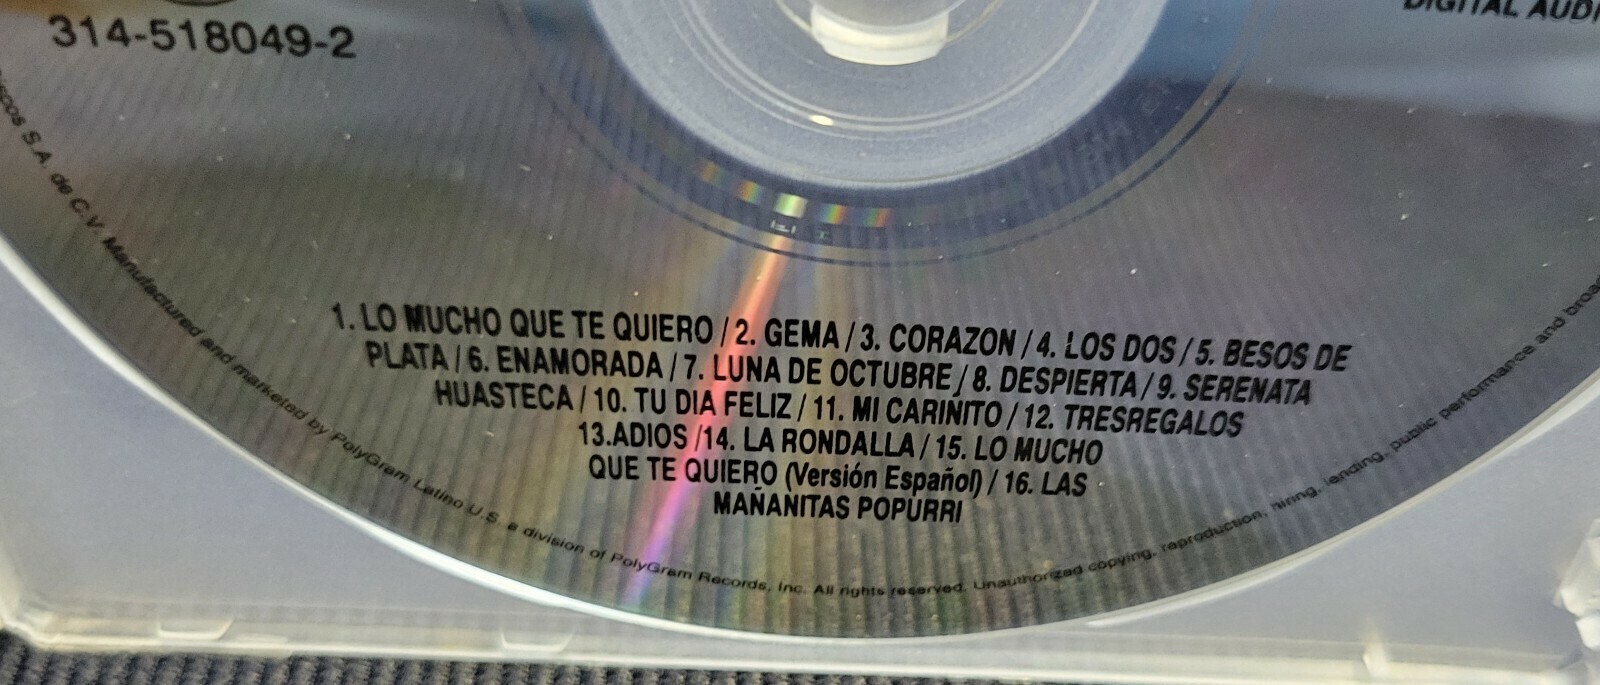 314-518049-2
DIGITAL AUDI
1. LO MUCHO QUE TE QUIERO / 2. GEMA / 3. CORAZON / 4. LOS DOS / 5. BESOS DE
PLATA / 6. ENAMORADA / 7. LUNA DE OCTUBRE / 8. DESPIERTA / 9. SERENATA
HUASTECA / 10. TU DIA FELIZ / 11. MI CARINITO / 12. TRESREGALOS
13.ADIOS /14. LA RONDALLA / 15. LO MUCHO
QUE TE QUIERO (Versión Español) / 16. LAS
MAÑANITAS POPURRI
iscos S.A. de C.V. Manufactured and marketed by PolyGram Latino U.S. a division of PolyGram Records, Inc. All rights reserved. Unauthorized copying, reproduction, hiring, lending, public performance and broa